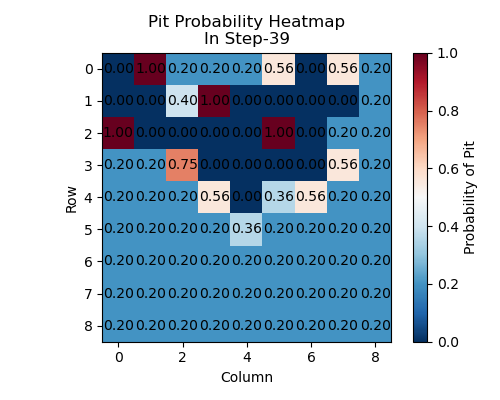 Pit Probability Heatmap
In Step-39
0 0.00 1.00 0.20 0.20 0.20 0.56 0.00 0.56 0.20
1 0.00 0.00 0.40 1.00 0.00 0.00 0.00 0.00 0.20
2 1.00 0.00 0.00 0.00 0.00 1.00 0.00 0.20 0.20
3 0.20 0.20 0.75 0.00 0.00 0.00 0.00 0.56 0.20
4 0.20 0.20 0.20 0.56 0.00 0.36 0.56 0.20 0.20
5 0.20 0.20 0.20 0.20 0.36 0.20 0.20 0.20 0.20
6 0.20 0.20 0.20 0.20 0.20 0.20 0.20 0.20 0.20
7 0.20 0.20 0.20 0.20 0.20 0.20 0.20 0.20 0.20
8 0.20 0.20 0.20 0.20 0.20 0.20 0.20 0.20 0.20
0 2 4 6 8
Column
Row
1.0
0.8
0.6
0.4
0.2
0.0
Probability of Pit